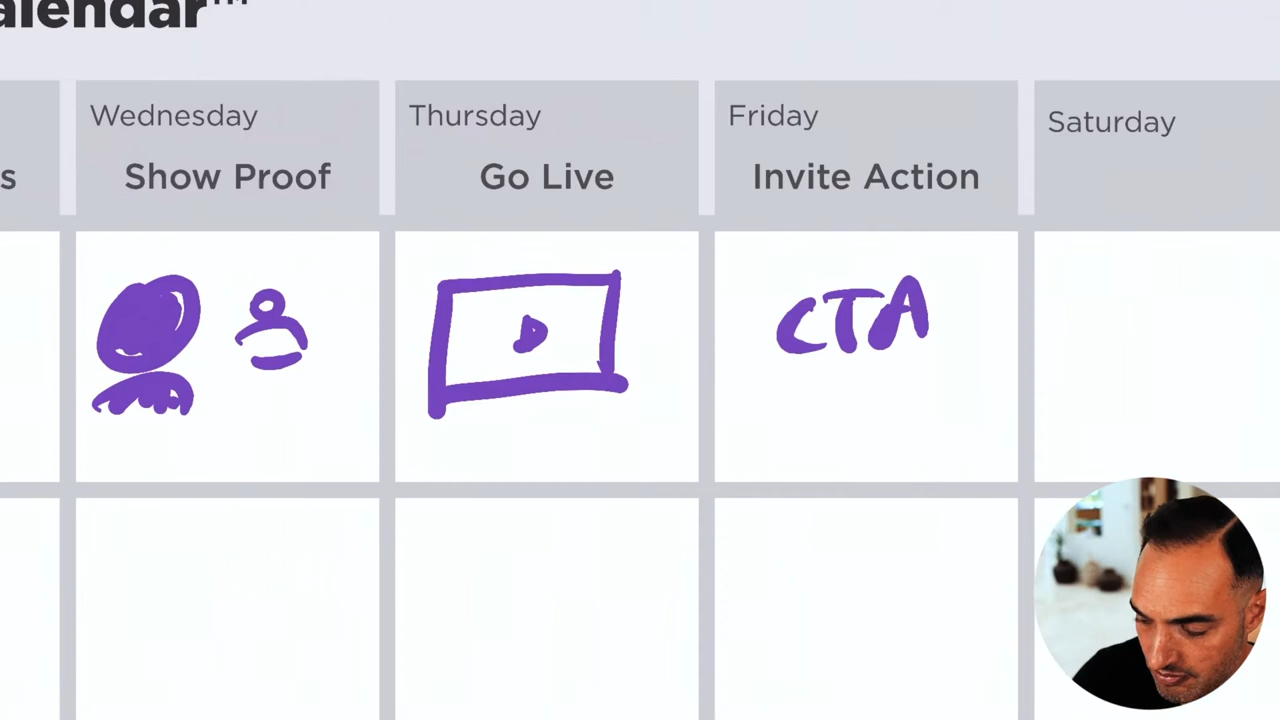 alendar™
Wednesday
Thursday
Friday
Saturday
s
Show Proof
Go Live
Invite Action
CTA